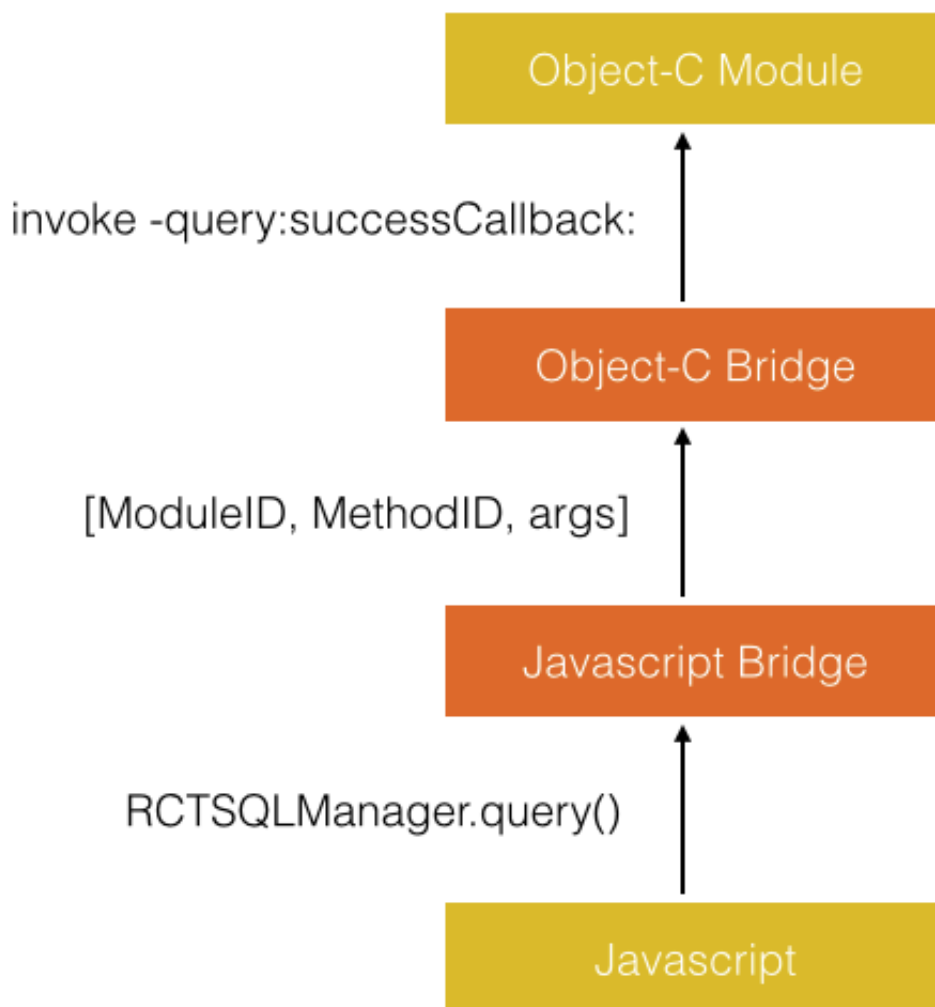 Object-C Module
invoke -query:successCallback:
Object-C Bridge
[ModuleID, MethodID, args]
Javascript Bridge
RCTSQLManager.query()
Javascript